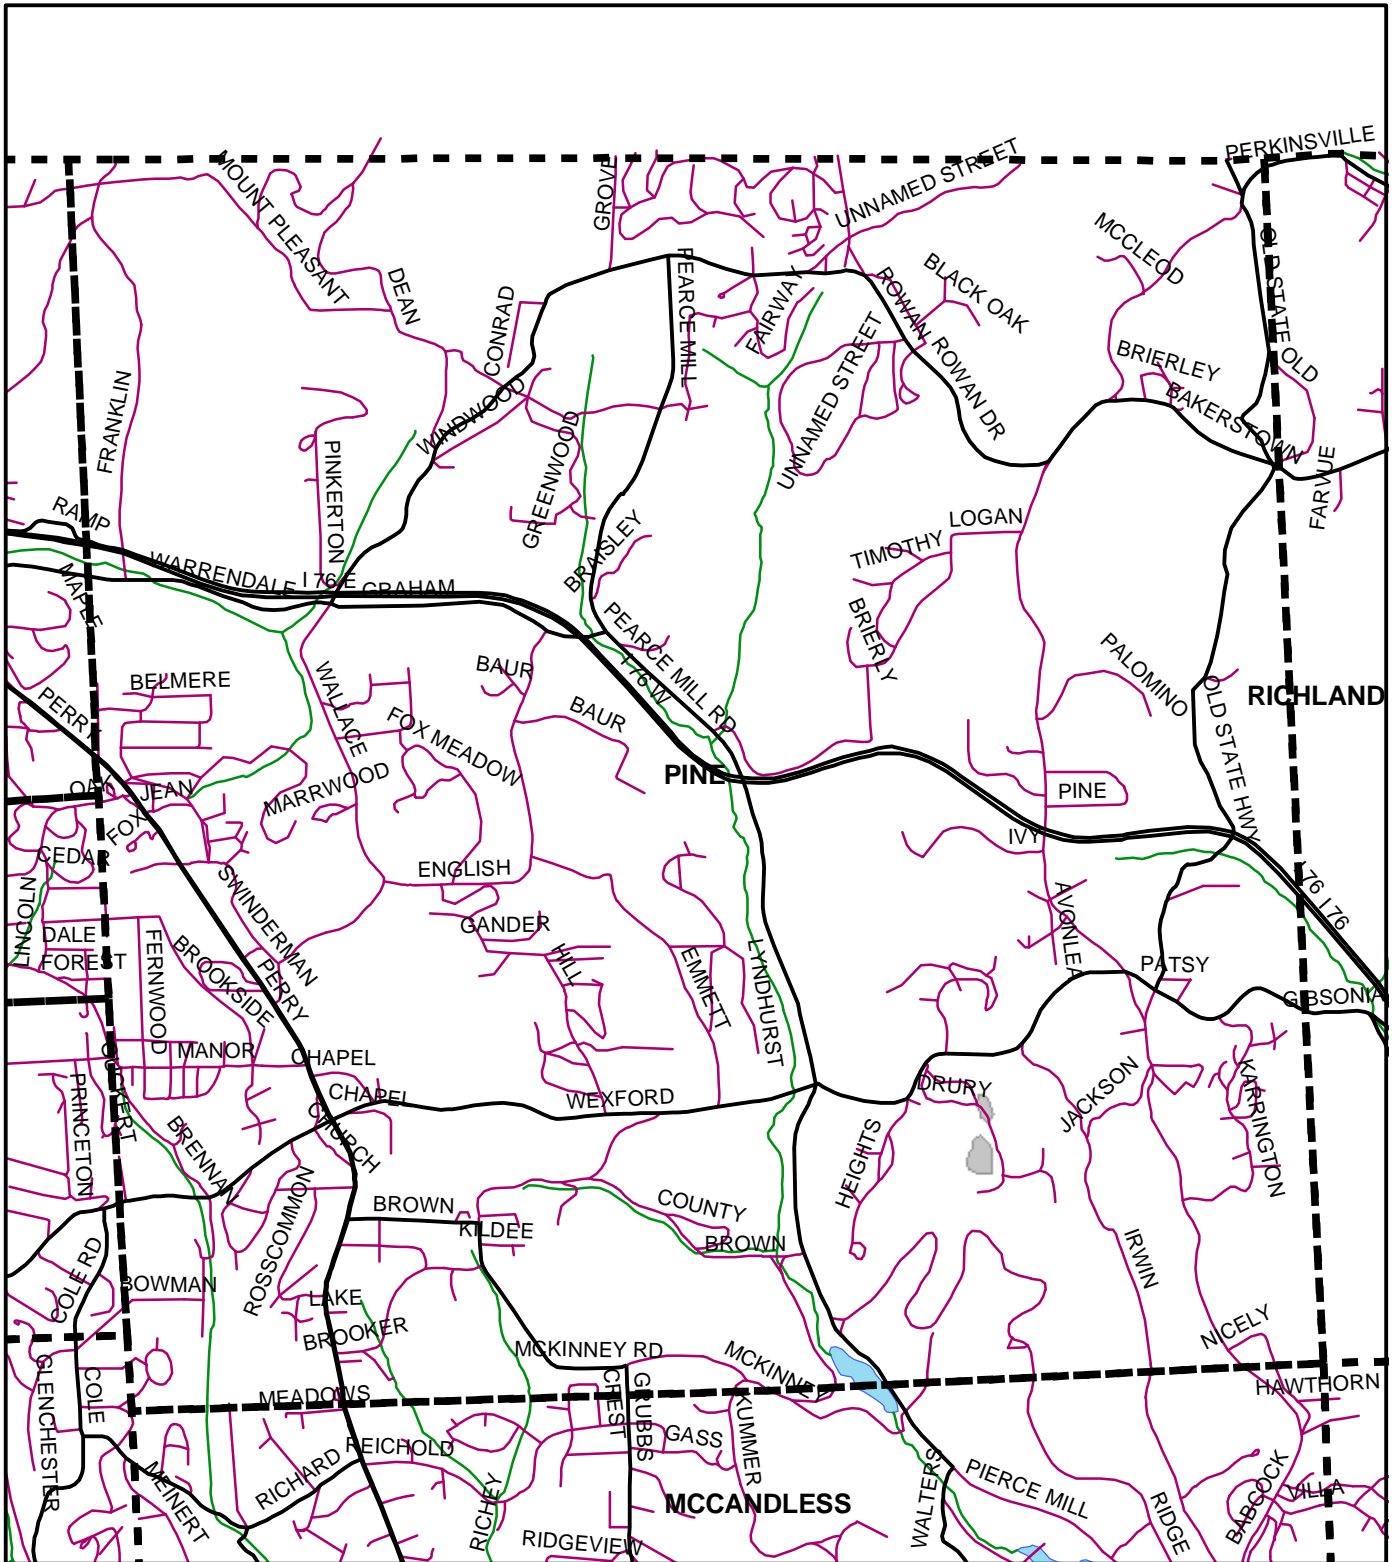 PERKINSVILLE
MOUNT PLEASANT
GROVE
UNNAMED STREET
MCCLEOD
OLD STATE
DEAN
CONRAD
PEARCE MILL
FAIRWAY
ROWAN
BLACK OAK
UNNAMED STREET
ROWAN DR
BRIERLEY
OLD
BAKERSTOWN
FRANKLIN
WINDWOOD
GREENWOOD
PINKERTON
FARVUE
RAMP
LOGAN
TIMOTHY
BRAISLEY
WARRENDALE
I 76 E
GRAHAM
MAPLE
BRIERLY
PEARCE MILL RD
I 76 W
PALOMINO
OLD STATE HWY
RICHLAND
BELMERE
WALLACE
BAUR
BAUR
PERRY
FOX MEADOW
PINE
OAK
JEAN
MARRWOOD
PINE
FOX
IVY
CEDAR
ENGLISH
I 76
I 76
LINCOLN
SWINDERMAN
AVONLEA
DALE
GANDER
FOREST
FERNWOOD
BROOKSIDE
PERRY
HILL
EMMETT
LYNDHURST
PATSY
GIBSONIA
MANOR
CHAPEL
KARRINGTON
JACKSON
DRURY
PRINCETON
CHAPEL
WEXFORD
CHURCH
BRENNAN
HEIGHTS
ROSSCOMMON
BROWN
COUNTY
KILDEE
BROWN
IRWIN
COLE RD
BOWMAN
LAKE
BROOKER
MCKINNEY RD
MCKINNEY
NICELY
GLENCHESTER
COLE
MEADOWS
CREST
GRUBBS
KUMMER
HAWTHORN
GASS
REICHOLD
RICHARD
MEINERT
RICHEY
MCCANDLESS
WALTERS
PIERCE MILL
RIDGE
BABCOCK
VILLA
RIDGEVIEW